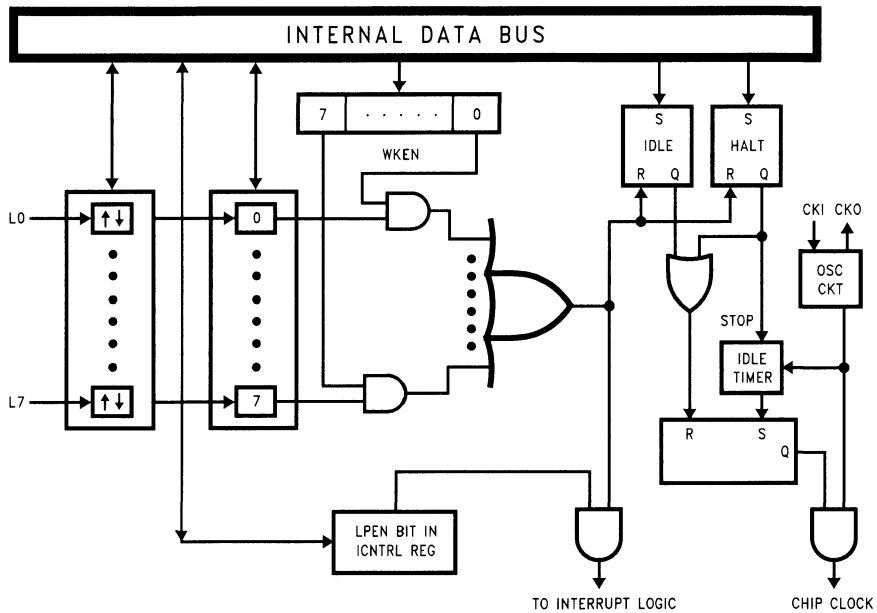 INTERNAL DATA BUS
7 . . . . . 0
WKEN
S
IDLE
R Q
S
HALT
R Q
L0
↑↓
0
CKI CKO
OSC
CKT
STOP
IDLE
TIMER
L7
↑↓
7
R S
Q
LPEN BIT IN
ICNTRL REG
TO INTERRUPT LOGIC
CHIP CLOCK